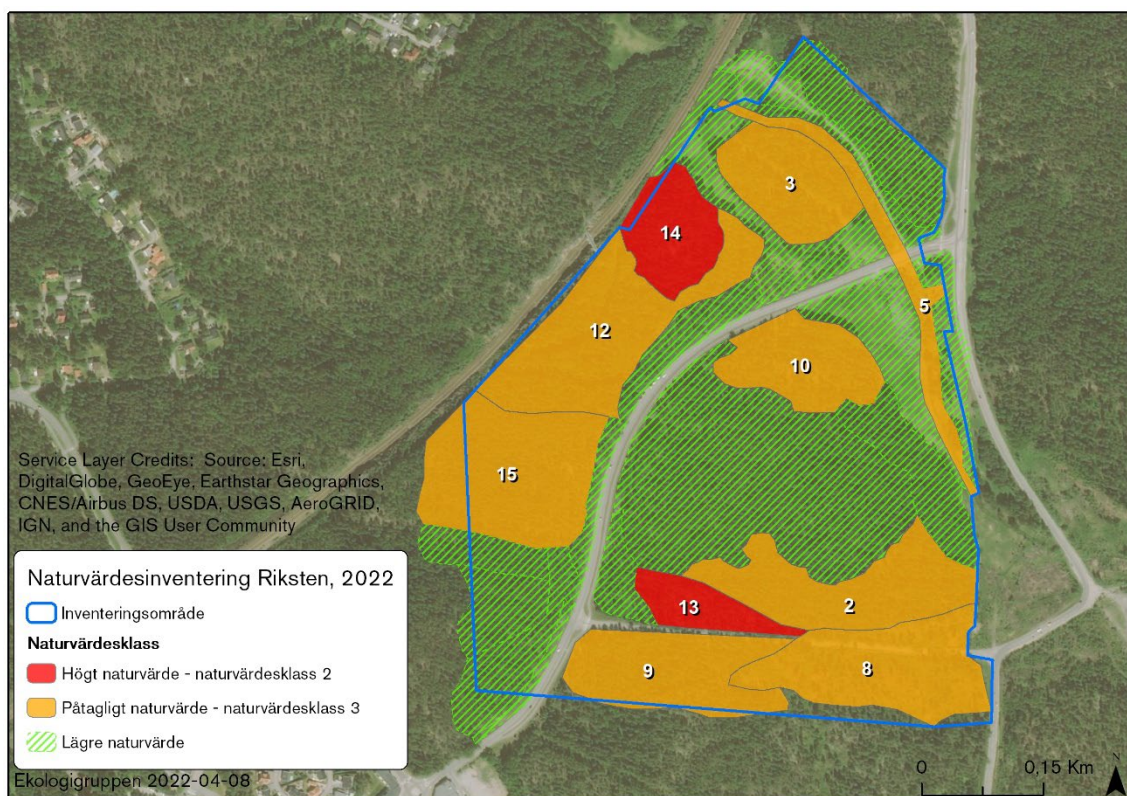 3
14
5
12
10
15
13
2
9
8
Service Layer Credits: Source: Esri,
DigitalGlobe, GeoEye, Earthstar Geographics,
CNES/Airbus DS, USDA, USGS, AeroGRID,
IGN, and the GIS User Community
Naturvärdesinventering Riksten, 2022
Inventeringsområde
Naturvärdesklass
Högt naturvärde - naturvärdesklass 2
Påtagligt naturvärde - naturvärdesklass 3
Lägre naturvärde
Ekologigruppen 2022-04-08
0 0,15 Km
N